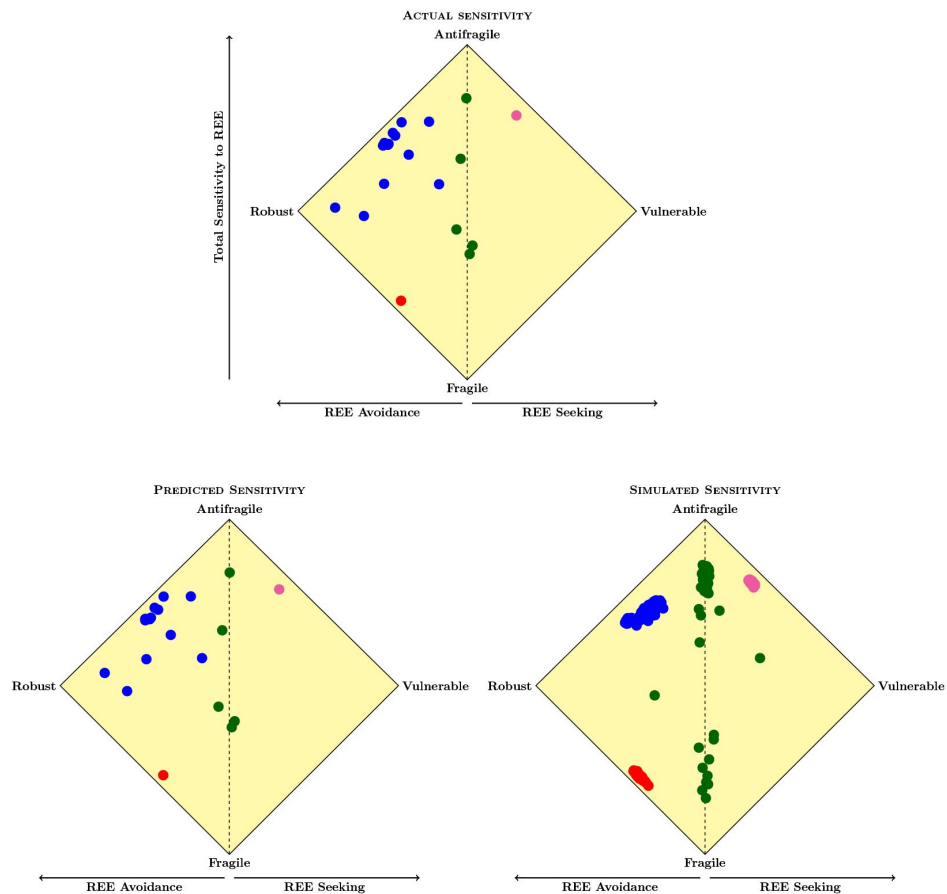 ACTUAL SENSITIVITY
Antifragile
Total Sensitivity to REE
Robust
Vulnerable
Fragile
REE Avoidance
REE Seeking
PREDICTED SENSITIVITY
Antifragile
Robust
Vulnerable
Fragile
REE Avoidance
REE Seeking
SIMULATED SENSITIVITY
Antifragile
Robust
Vulnerable
Fragile
REE Avoidance
REE Seeking